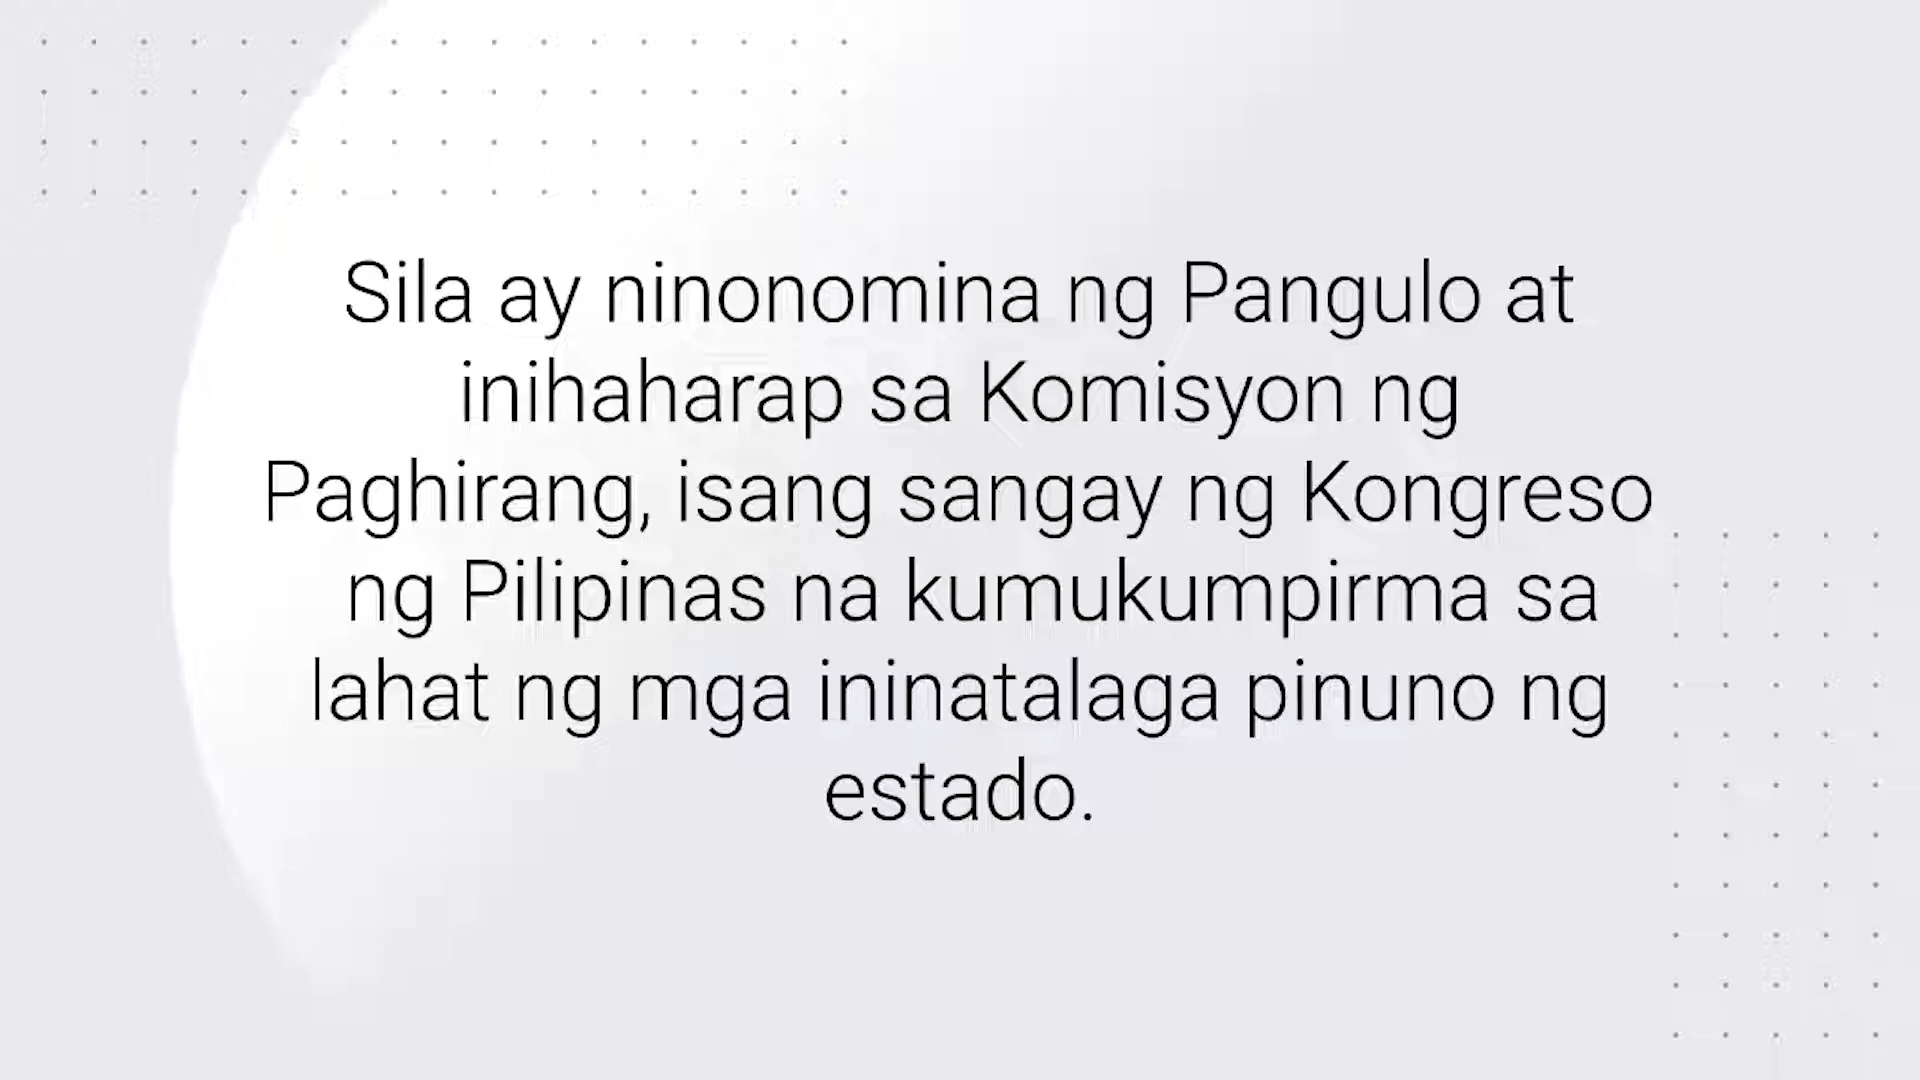 Sila ay ninonomina ng Pangulo at
inihaharap sa Komisyon ng
Paghirang, isang sangay ng Kongreso
ng Pilipinas na kumukumpirma sa
lahat ng mga ininatalaga pinuno ng
estado.